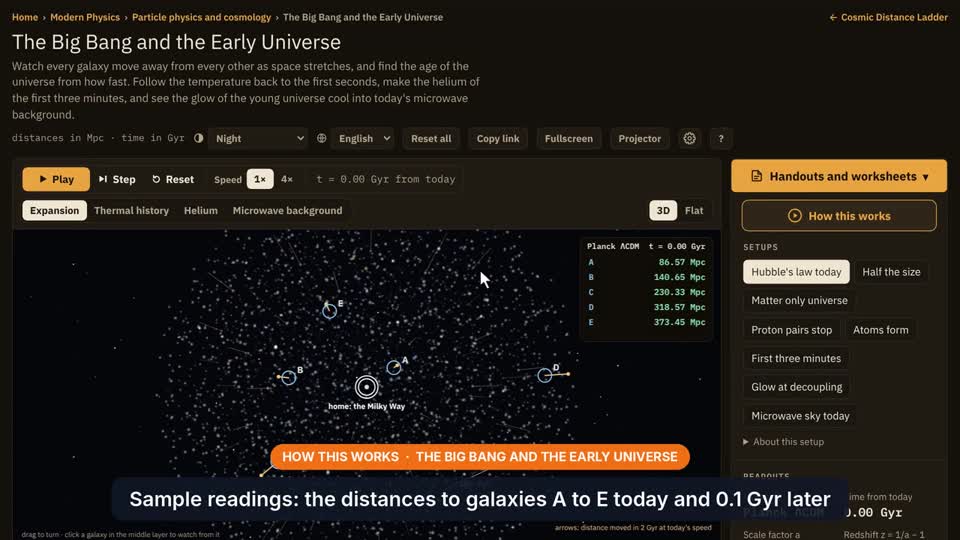 Home › Modern Physics › Particle physics and cosmology › The Big Bang and the Early Universe
← Cosmic Distance Ladder
The Big Bang and the Early Universe
Watch every galaxy move away from every other as space stretches, and find the age of the
universe from how fast. Follow the temperature back to the first seconds, make the helium of
the first three minutes, and see the glow of the young universe cool into today's microwave
background.
distances in Mpc · time in Gyr
Night
English
Reset all
Copy link
Fullscreen
Projector
?
Play
Step
Reset
Speed
1×
4×
t = 0.00 Gyr from today
Expansion
Thermal history
Helium
Microwave background
3D
Flat
Planck ΛCDM t = 0.00 Gyr
A 86.57 Mpc
B 140.65 Mpc
C 230.33 Mpc
D 318.57 Mpc
E 373.45 Mpc
E
A
B
D
home: the Milky Way
Handouts and worksheets ▾
How this works
SETUPS
Hubble's law today
Half the size
Matter only universe
Proton pairs stop
Atoms form
First three minutes
Glow at decoupling
Microwave sky today
▶ About this setup
READOUTS
HOW THIS WORKS · THE BIG BANG AND THE EARLY UNIVERSE
Sample readings: the distances to galaxies A to E today and 0.1 Gyr later
ime from today
0.00 Gyr
Scale factor a
Redshift z = 1/a − 1
drag to turn · click a galaxy in the middle layer to watch from it
arrows: distance moved in 2 Gyr at today's speed